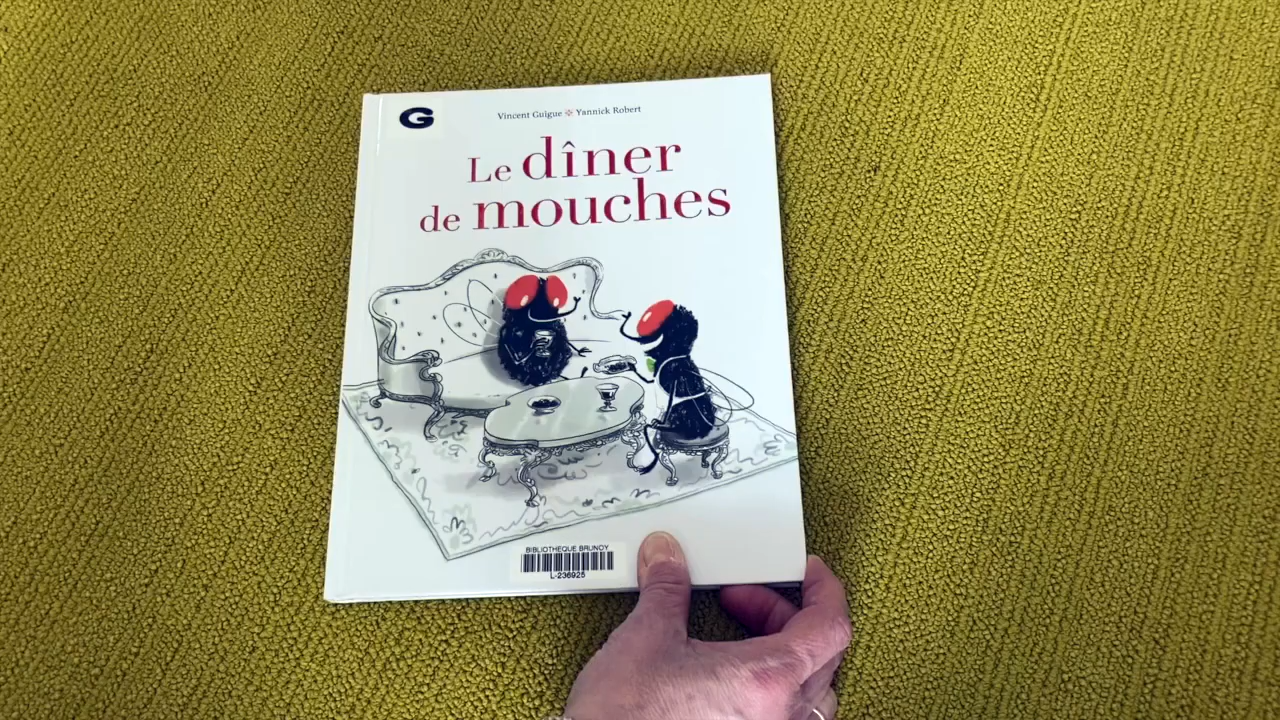 G
Vincent Guigue ❊ Yannick Robert
Le dîner
de mouches
BIBLIOTHEQUE BRUNOY
L-236925